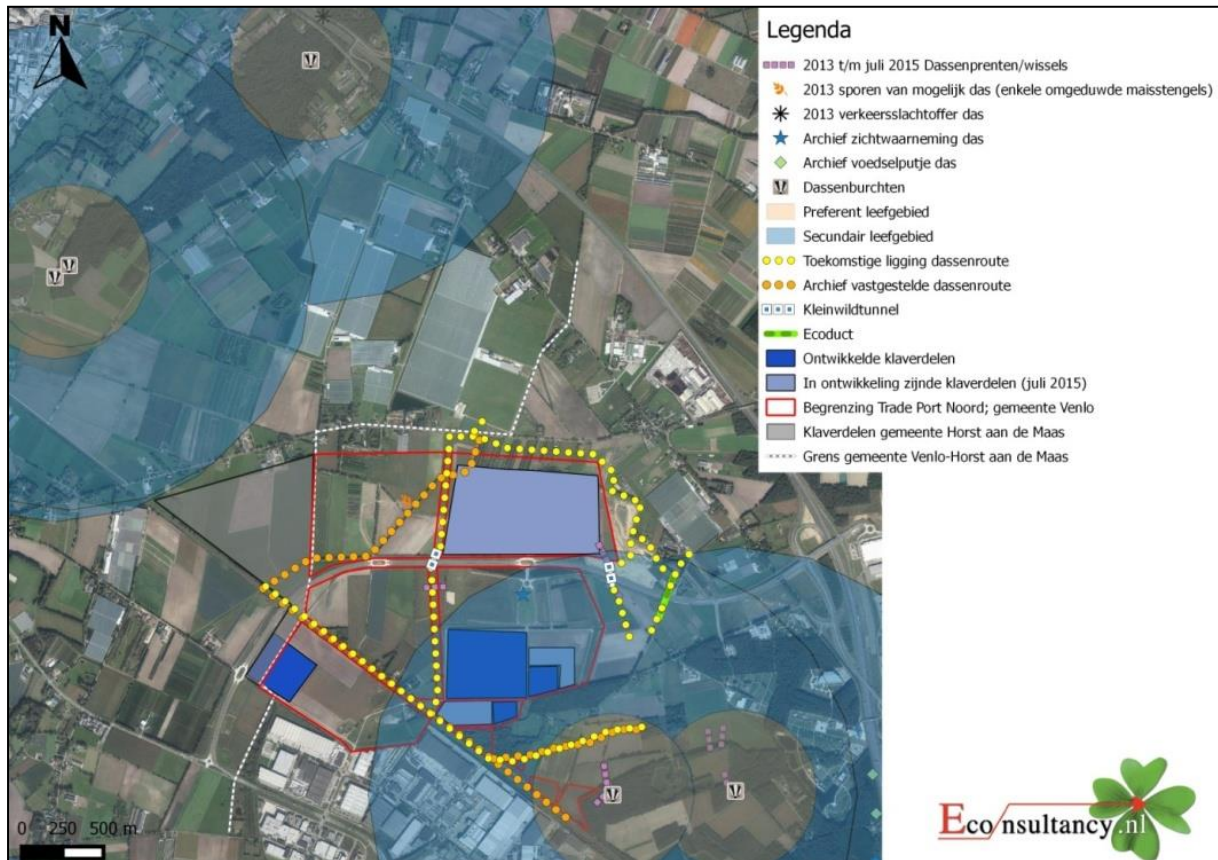 N
Legenda
2013 t/m juli 2015 Dassenprenten/wissels
2013 sporen van mogelijk das (enkele omgeduwde maisstengels)
2013 verkeersslachtoffer das
Archief zichtwaarneming das
Archief voedselputje das
Dassenburchten
Preferent leefgebied
Secundair leefgebied
Toekomstige ligging dassenroute
Archief vastgestelde dassenroute
Kleinwildtunnel
Ecoduct
Ontwikkelde klaverdelen
In ontwikkeling zijnde klaverdelen (juli 2015)
Begrenzing Trade Port Noord; gemeente Venlo
Klaverdelen gemeente Horst aan de Maas
Grens gemeente Venlo-Horst aan de Maas
0 250 500 m
Econsultancy.nl